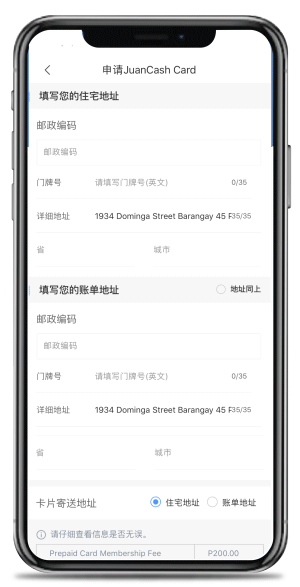 申请JuanCash Card
填写您的住宅地址
邮政编码
邮政编码
门牌号 请填写门牌号(英文) 0/35
详细地址 1934 Dominga Street Barangay 45 F35/35
省 城市
填写您的账单地址 地址同上
邮政编码
邮政编码
门牌号 请填写门牌号(英文) 0/35
详细地址 1934 Dominga Street Barangay 45 F35/35
省 城市
卡片寄送地址 住宅地址 账单地址
请仔细查看信息是否无误。
Prepaid Card Membership Fee P200.00